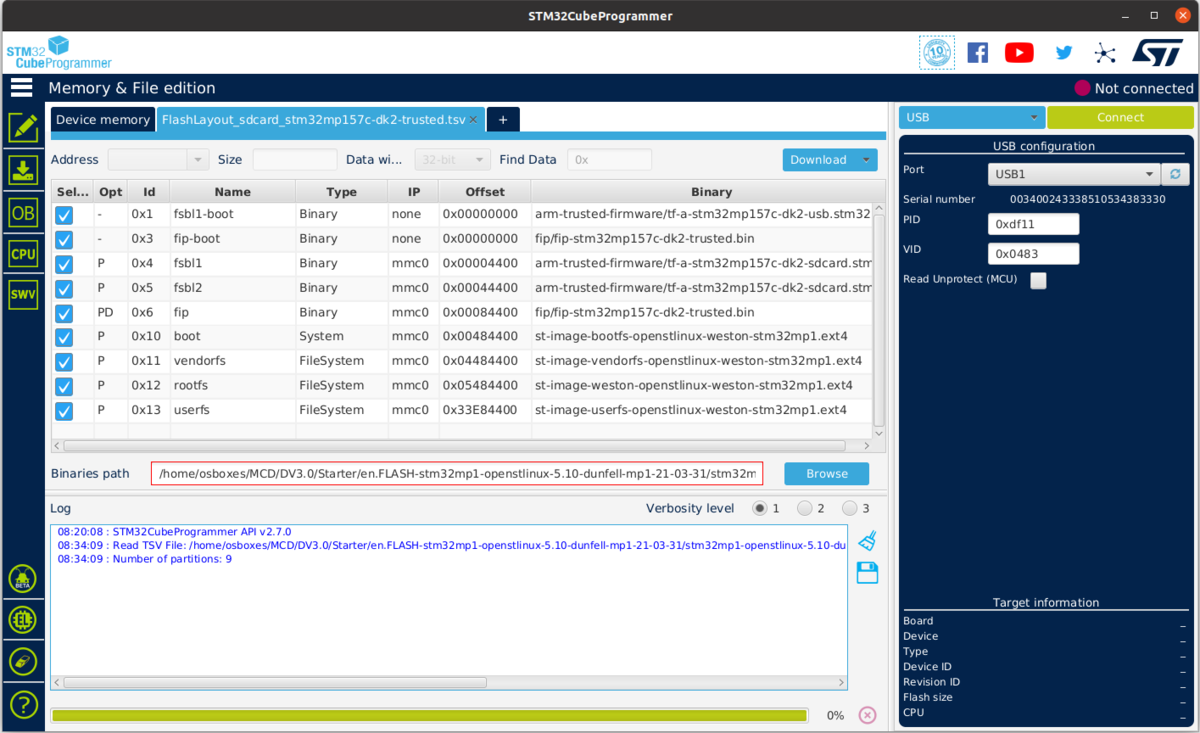 STM32CubeProgrammer
STM32
CubeProgrammer
10
Memory & File edition
Not connected
Device memory
FlashLayout_sdcard_stm32mp157c-dk2-trusted.tsv
+
USB
Connect
Address Size Data wi... 32-bit Find Data 0x Download
Sel... Opt Id Name Type IP Offset Binary
- 0x1 fsbl1-boot Binary none 0x00000000 arm-trusted-firmware/tf-a-stm32mp157c-dk2-usb.stm32
- 0x3 fip-boot Binary none 0x00000000 fip/fip-stm32mp157c-dk2-trusted.bin
P 0x4 fsbl1 Binary mmc0 0x00004400 arm-trusted-firmware/tf-a-stm32mp157c-dk2-sdcard.stm
P 0x5 fsbl2 Binary mmc0 0x00044400 arm-trusted-firmware/tf-a-stm32mp157c-dk2-sdcard.stm
PD 0x6 fip Binary mmc0 0x00084400 fip/fip-stm32mp157c-dk2-trusted.bin
P 0x10 boot System mmc0 0x00484400 st-image-bootfs-openstlinux-weston-stm32mp1.ext4
P 0x11 vendorfs FileSystem mmc0 0x04484400 st-image-vendorfs-openstlinux-weston-stm32mp1.ext4
P 0x12 rootfs FileSystem mmc0 0x05484400 st-image-weston-openstlinux-weston-stm32mp1.ext4
P 0x13 userfs FileSystem mmc0 0x33E84400 st-image-userfs-openstlinux-weston-stm32mp1.ext4
Binaries path /home/osboxes/MCD/DV3.0/Starter/en.FLASH-stm32mp1-openstlinux-5.10-dunfell-mp1-21-03-31/stm32m Browse
Log Verbosity level 1 2 3
08:20:08 : STM32CubeProgrammer API v2.7.0
08:34:09 : Read TSV File: /home/osboxes/MCD/DV3.0/Starter/en.FLASH-stm32mp1-openstlinux-5.10-dunfell-mp1-21-03-31/stm32mp1-openstlinux-5.10-du
08:34:09 : Number of partitions: 9
0%
OB
CPU
SWV
BETA
EL
?
USB configuration
Port USB1
Serial number 003400243338510534383330
PID 0xdf11
VID 0x0483
Read Unprotect (MCU)
Target information
Board _
Device _
Type _
Device ID _
Revision ID _
Flash size _
CPU _